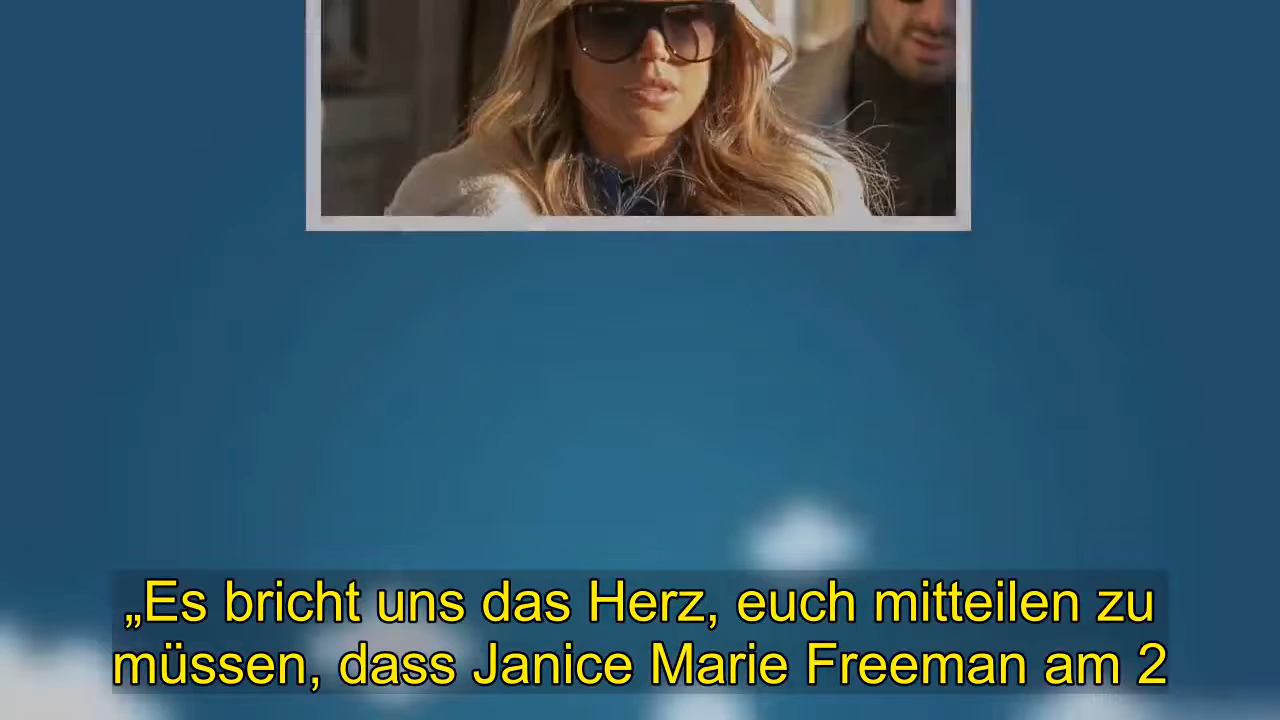 „Es bricht uns das Herz, euch mitteilen zu
müssen, dass Janice Marie Freeman am 2